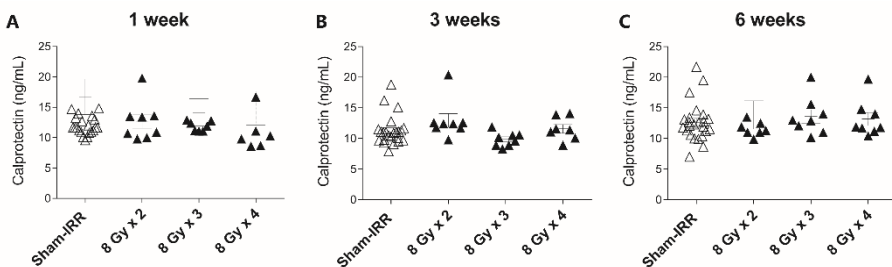 A
1 week
Calprotectin (ng/mL)
25
20
15
10
5
0
Sham-IRR
8 Gy x 2
8 Gy x 3
8 Gy x 4
B
3 weeks
Calprotectin (ng/mL)
25
20
15
10
5
0
Sham-IRR
8 Gy x 2
8 Gy x 3
8 Gy x 4
C
6 weeks
Calprotectin (ng/mL)
25
20
15
10
5
0
Sham-IRR
8 Gy x 2
8 Gy x 3
8 Gy x 4